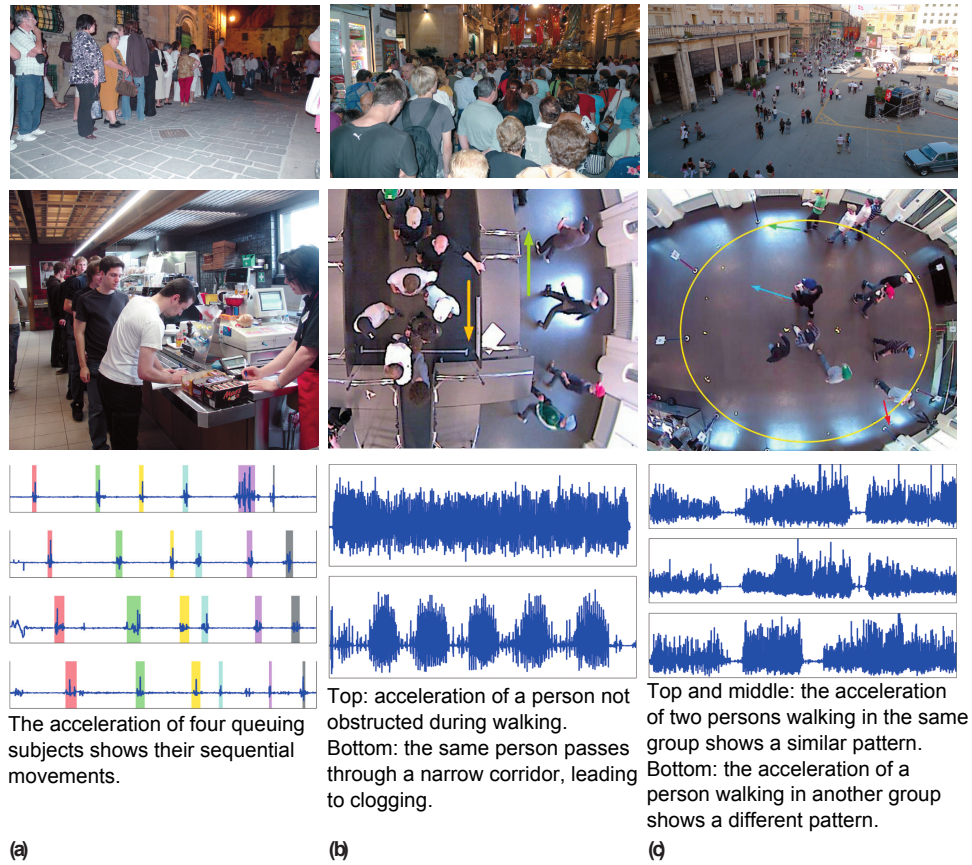 The acceleration of four queuing
subjects shows their sequential
movements.
Top: acceleration of a person not
obstructed during walking.
Bottom: the same person passes
through a narrow corridor, leading
to clogging.
Top and middle: the acceleration
of two persons walking in the same
group shows a similar pattern.
Bottom: the acceleration of a
person walking in another group
shows a different pattern.
(a)
(b)
(c)